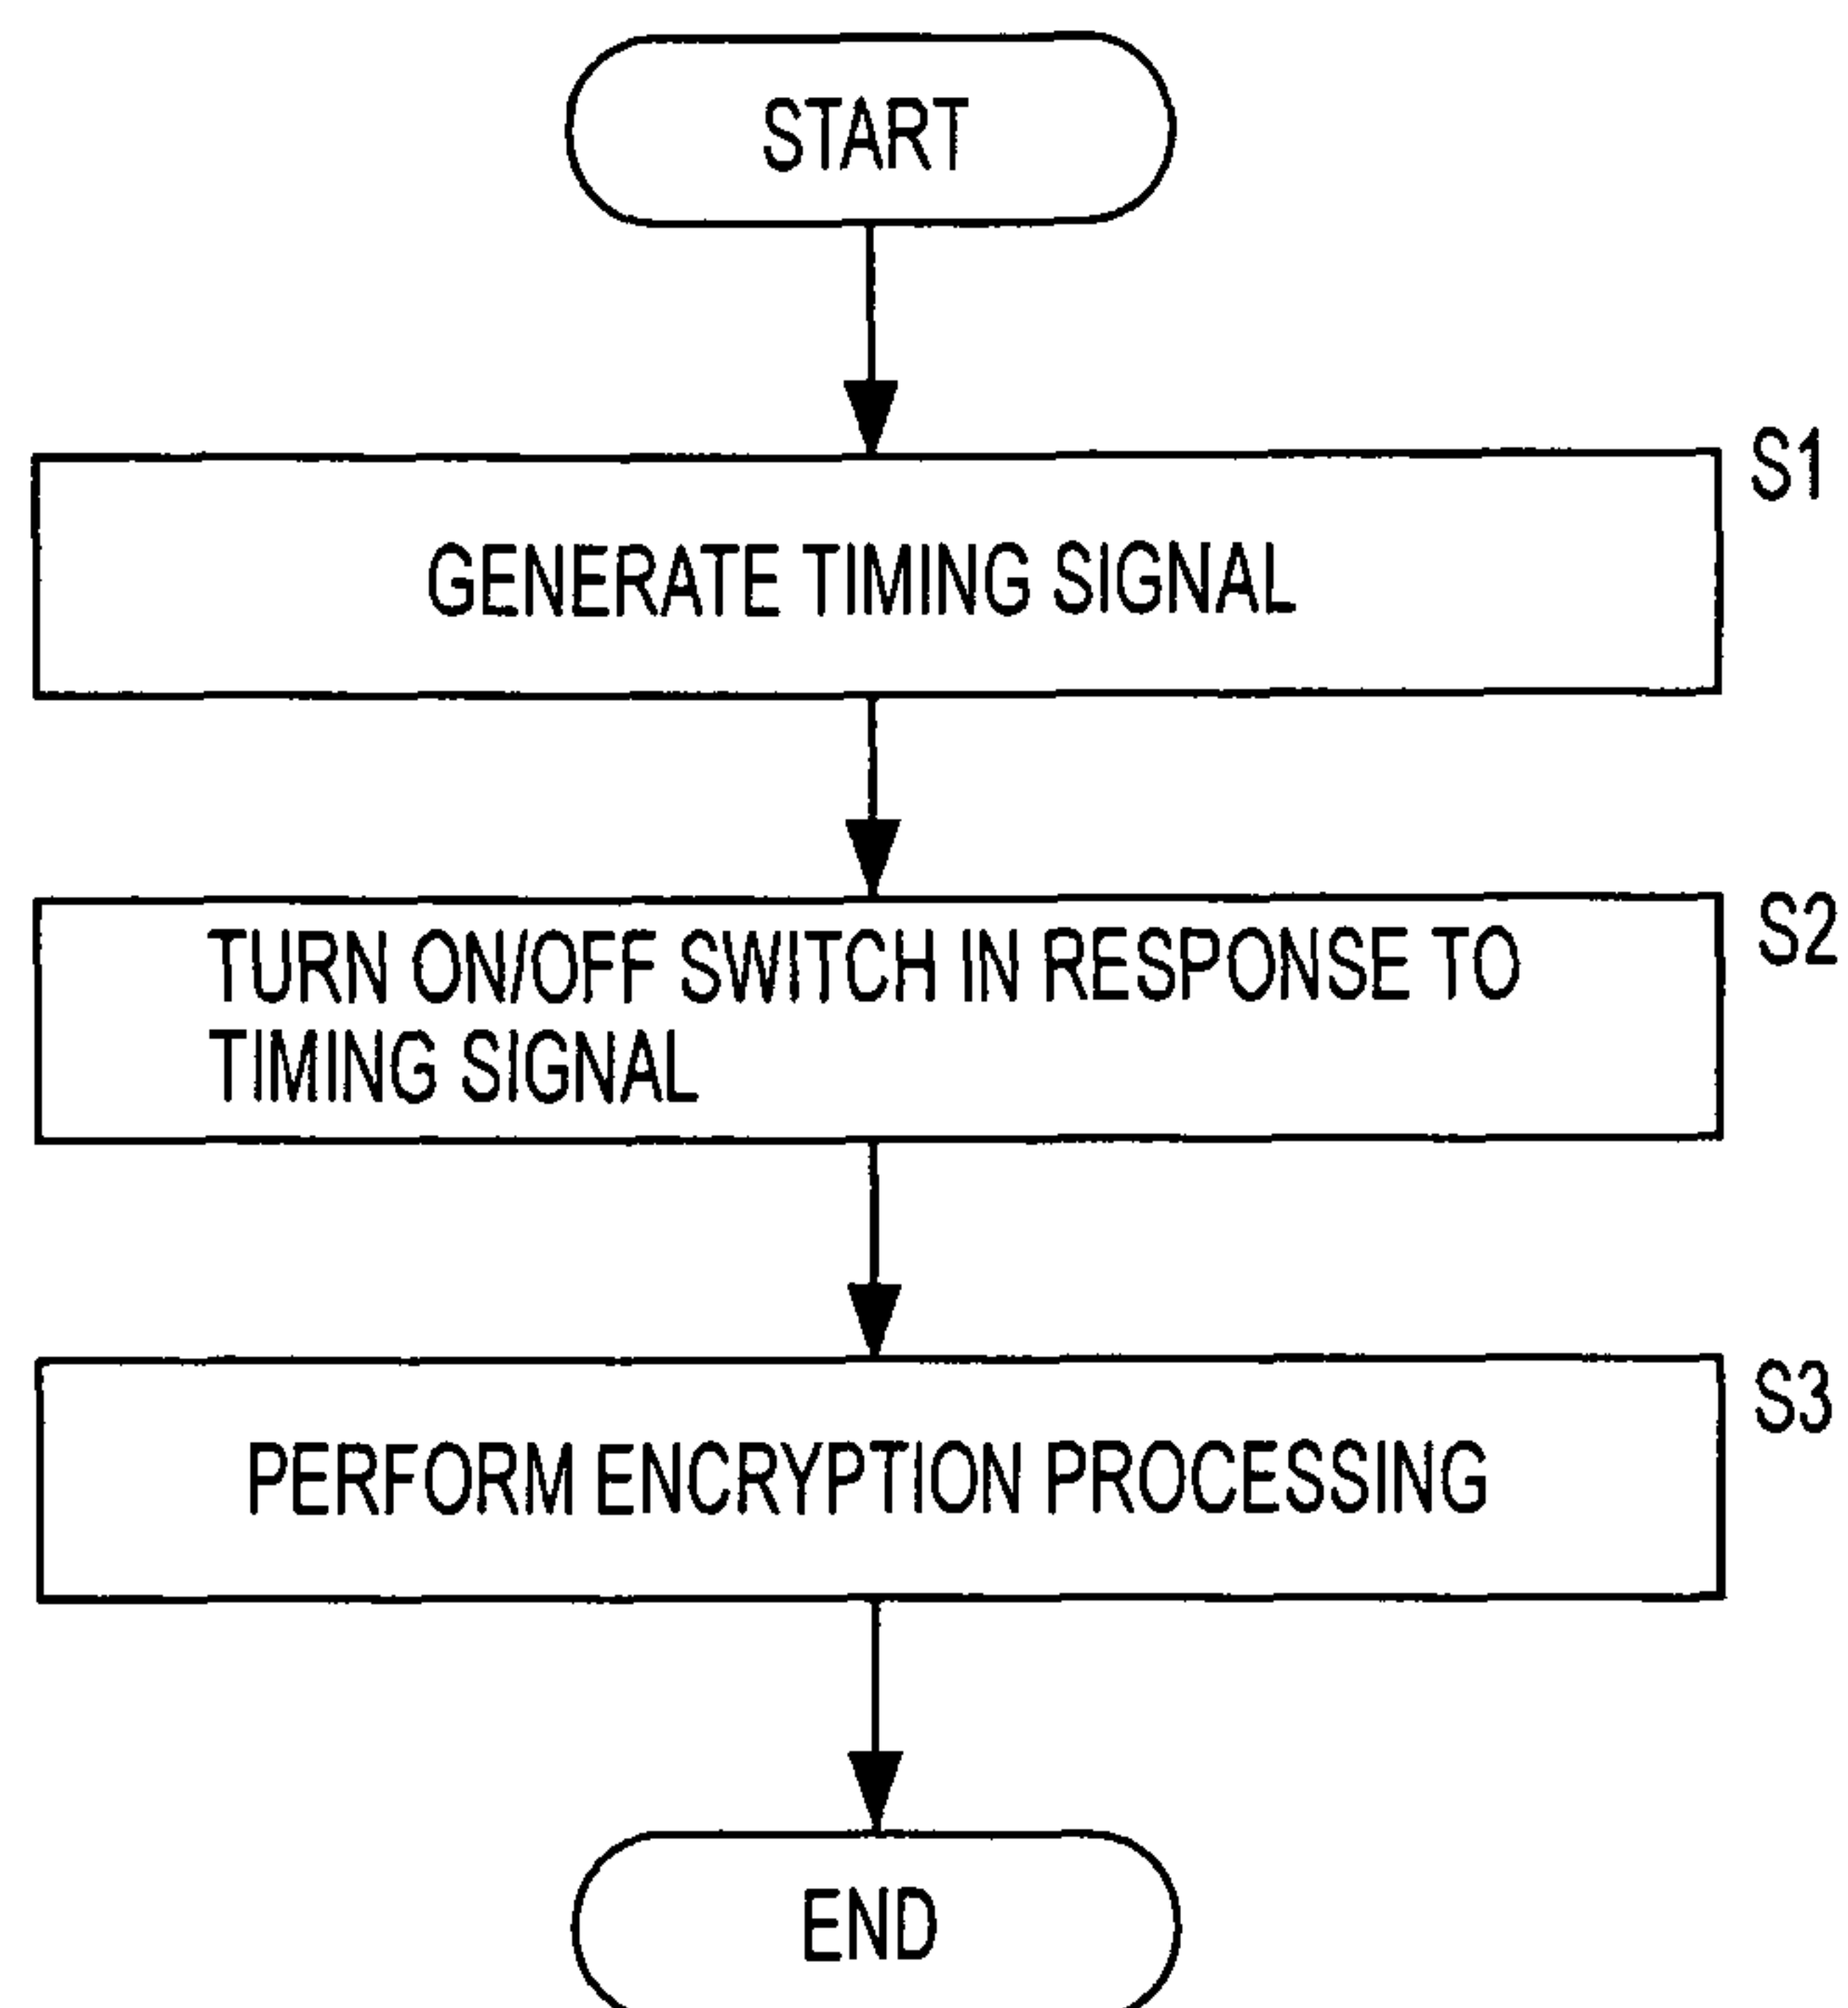 START
S1
GENERATE TIMING SIGNAL
S2
TURN ON/OFF SWITCH IN RESPONSE TO
TIMING SIGNAL
S3
PERFORM ENCRYPTION PROCESSING
END